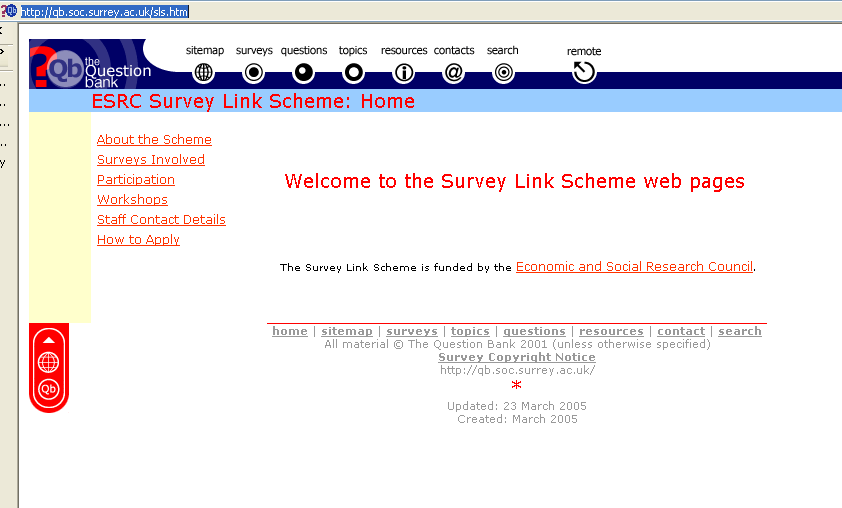 http://qb.soc.surrey.ac.uk/sls.htm
sitemap surveys questions topics resources contacts search remote
?Qb the Question bank
ESRC Survey Link Scheme: Home
About the Scheme
Surveys Involved
Participation
Workshops
Staff Contact Details
How to Apply
Welcome to the Survey Link Scheme web pages
The Survey Link Scheme is funded by the Economic and Social Research Council.
home | sitemap | surveys | topics | questions | resources | contact | search
All material © The Question Bank 2001 (unless otherwise specified)
Survey Copyright Notice
http://qb.soc.surrey.ac.uk/
*
Updated: 23 March 2005
Created: March 2005
Qb